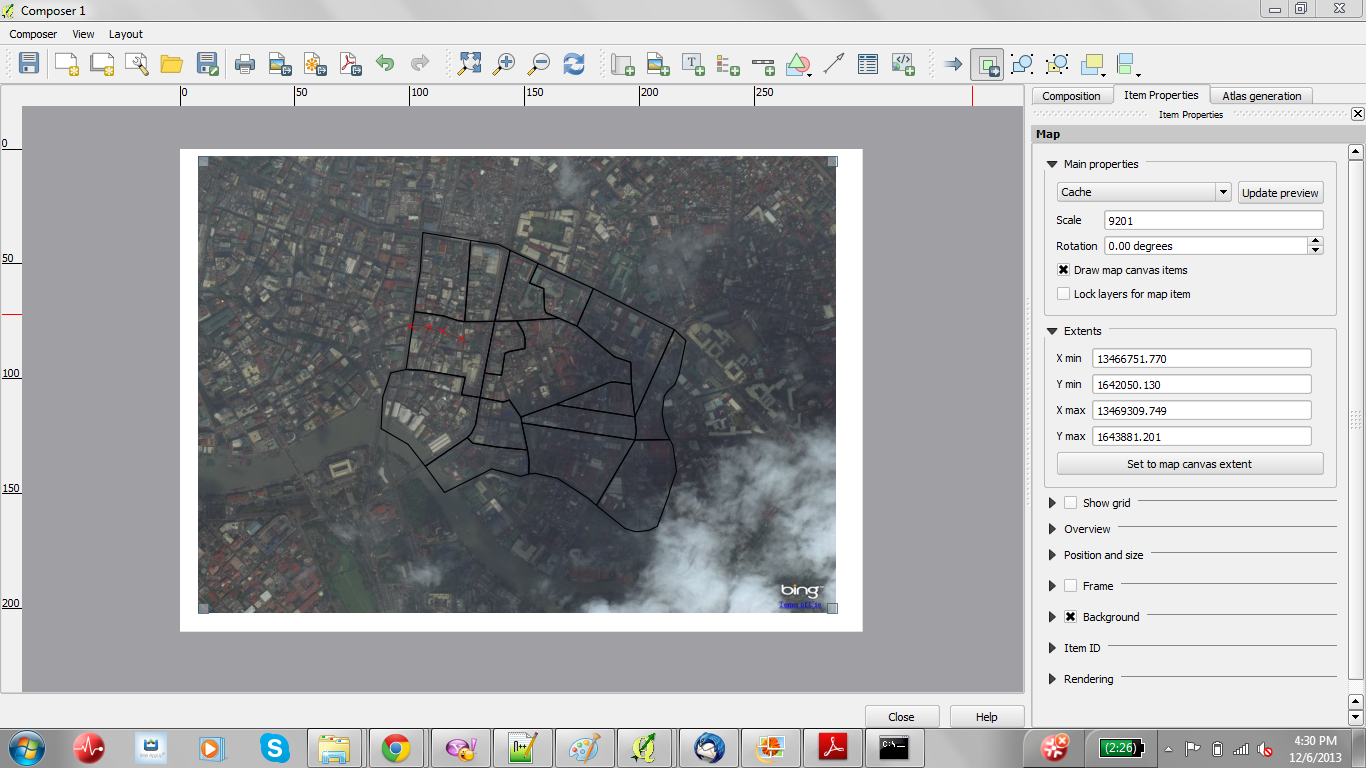 Composer 1
Composer View Layout
0 50 100 150 200 250
0
50
100
150
200
Composition Item Properties Atlas generation
Item Properties
Map
Main properties
Cache Update preview
Scale 9201
Rotation 0.00 degrees
Draw map canvas items
Lock layers for map item
Extents
X min 13466751.770
Y min 1642050.130
X max 13469309.749
Y max 1643881.201
Set to map canvas extent
Show grid
Overview
Position and size
Frame
Background
Item ID
Rendering
bing
Terms of Use
Close Help
(2:26)
4:30 PM
12/6/2013